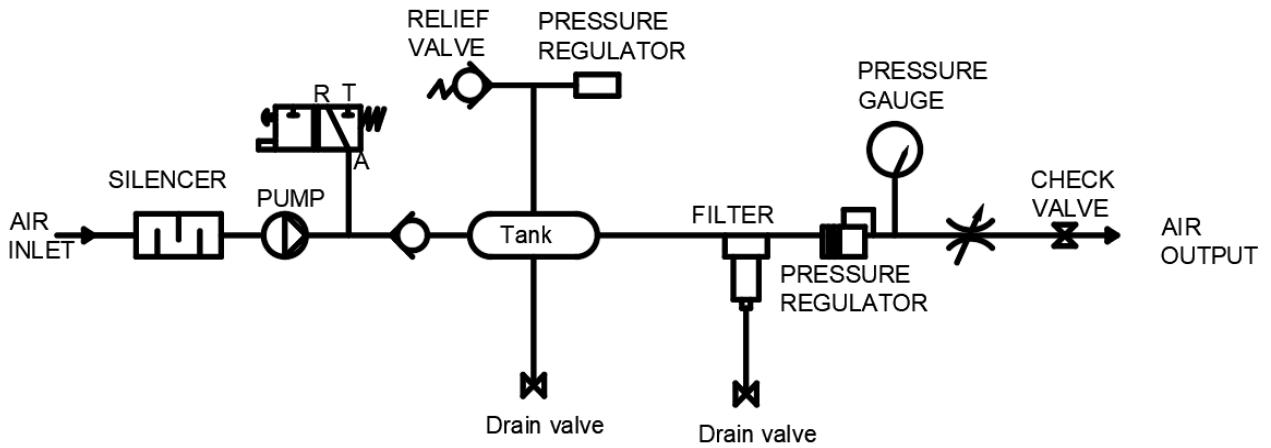 RELIEF
VALVE
PRESSURE
REGULATOR
PRESSURE
GAUGE
R T
A
SILENCER
PUMP
AIR
INLET
Tank
FILTER
PRESSURE
REGULATOR
CHECK
VALVE
AIR
OUTPUT
Drain valve
Drain valve